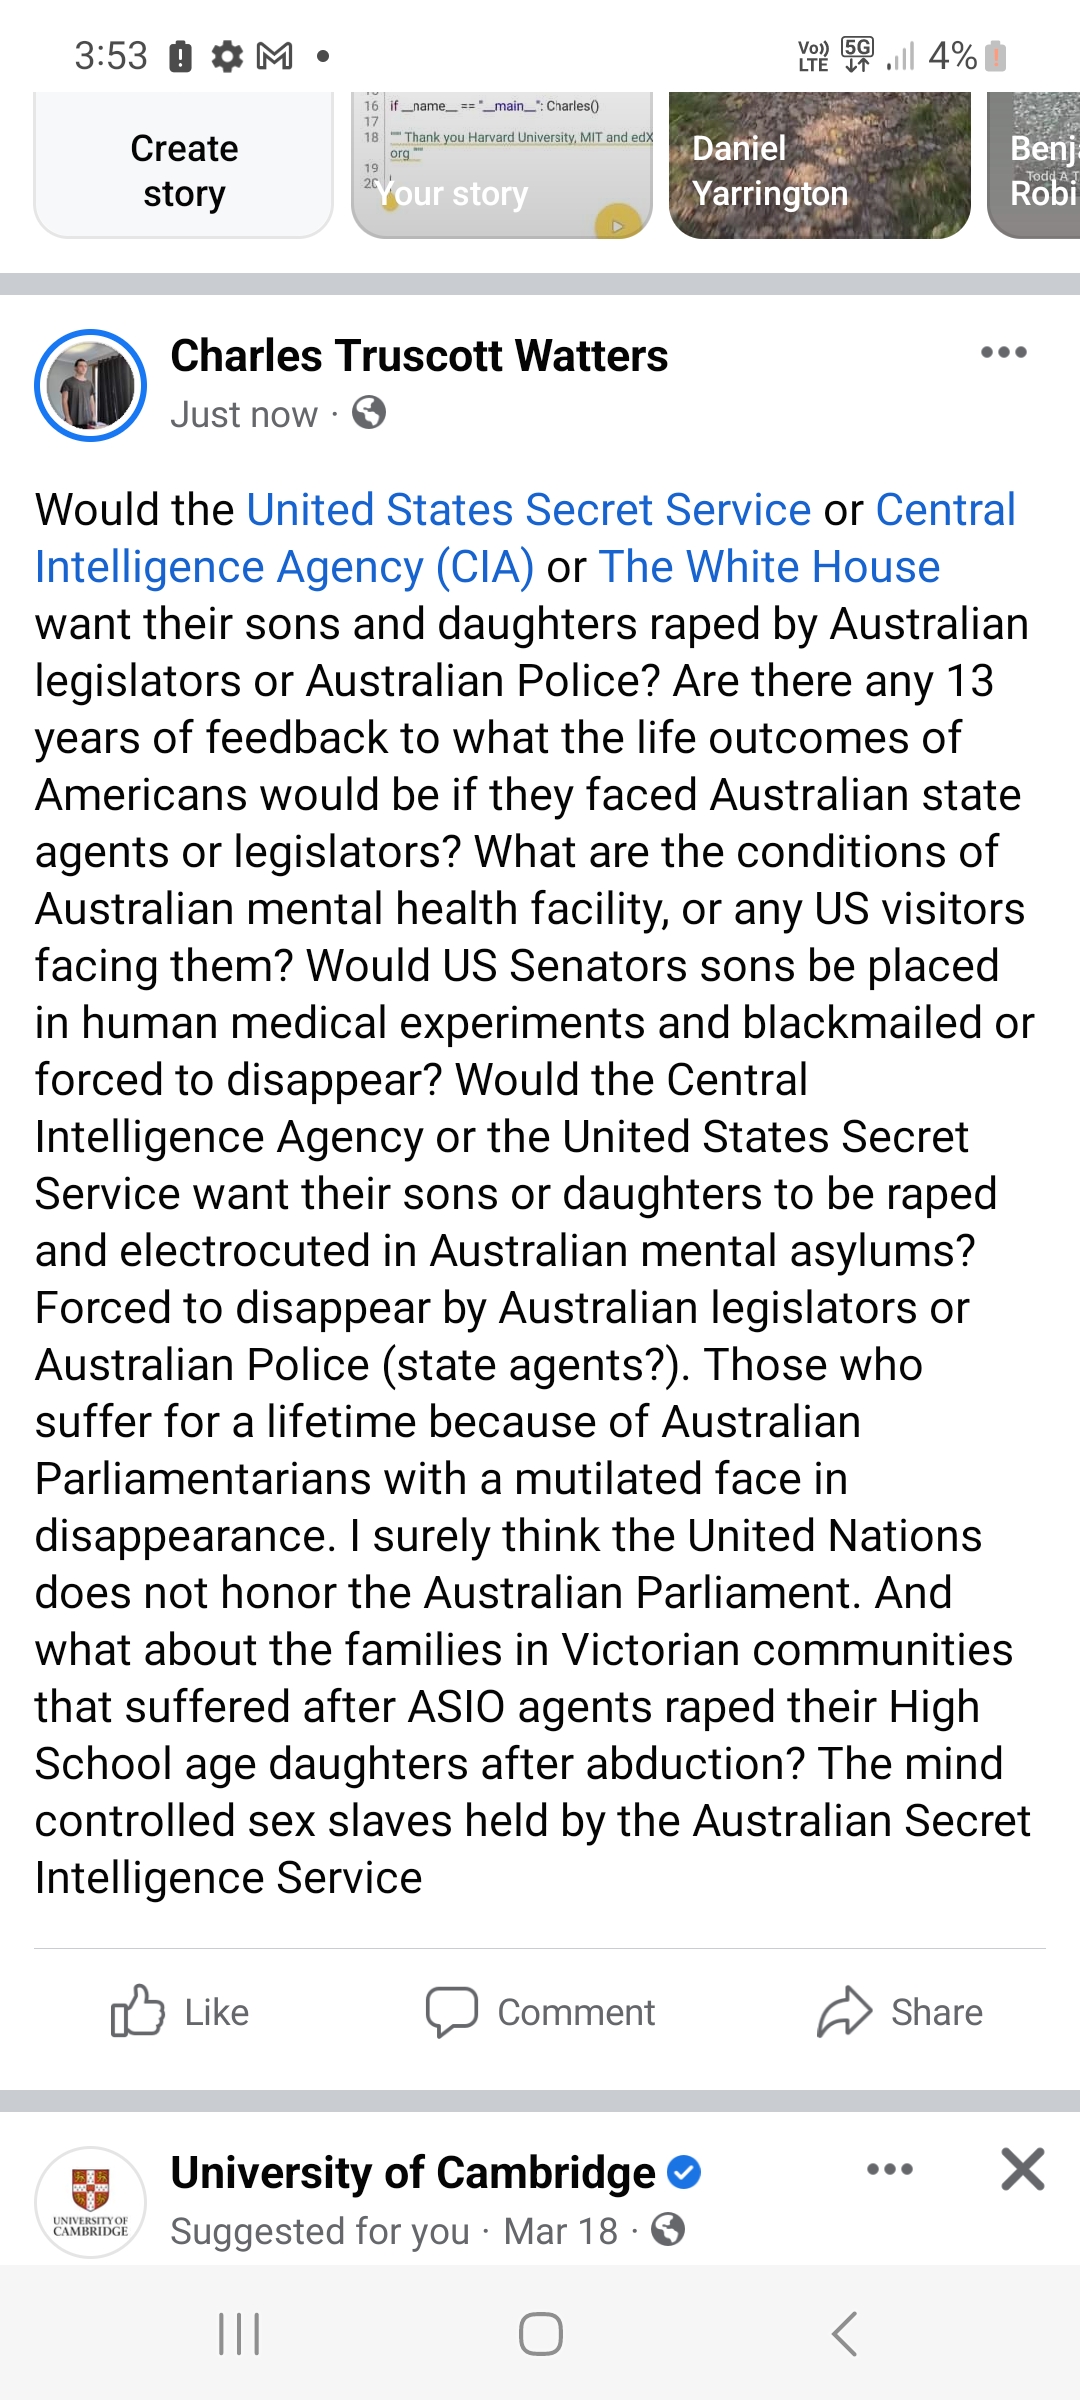 3:53
Vo)) LTE 5G 4%
16 if __name__ == "__main__": Charles()
17
18 """ Thank you Harvard University, MIT and edX
org """
19
20
Create
story
Your story
Daniel
Yarrington
Benj
Todd A T
Robi
Charles Truscott Watters
Just now ·
Would the United States Secret Service or Central
Intelligence Agency (CIA) or The White House
want their sons and daughters raped by Australian
legislators or Australian Police? Are there any 13
years of feedback to what the life outcomes of
Americans would be if they faced Australian state
agents or legislators? What are the conditions of
Australian mental health facility, or any US visitors
facing them? Would US Senators sons be placed
in human medical experiments and blackmailed or
forced to disappear? Would the Central
Intelligence Agency or the United States Secret
Service want their sons or daughters to be raped
and electrocuted in Australian mental asylums?
Forced to disappear by Australian legislators or
Australian Police (state agents?). Those who
suffer for a lifetime because of Australian
Parliamentarians with a mutilated face in
disappearance. I surely think the United Nations
does not honor the Australian Parliament. And
what about the families in Victorian communities
that suffered after ASIO agents raped their High
School age daughters after abduction? The mind
controlled sex slaves held by the Australian Secret
Intelligence Service
Like
Comment
Share
University of Cambridge
Suggested for you · Mar 18 ·
UNIVERSITY OF
CAMBRIDGE